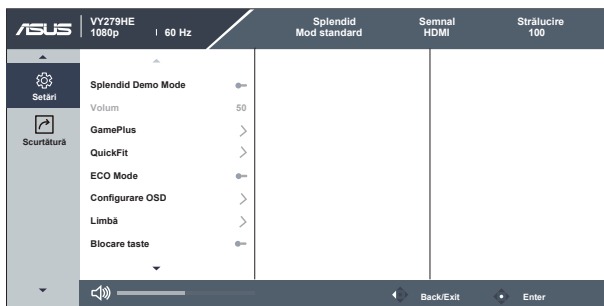 ASUS
VY279HE
1080p | 60 Hz
Splendid
Mod standard
Semnal
HDMI
Strălucire
100
Setări
Scurtătură
Splendid Demo Mode
Volum 50
GamePlus
QuickFit
ECO Mode
Configurare OSD
Limbă
Blocare taste
Back/Exit
Enter